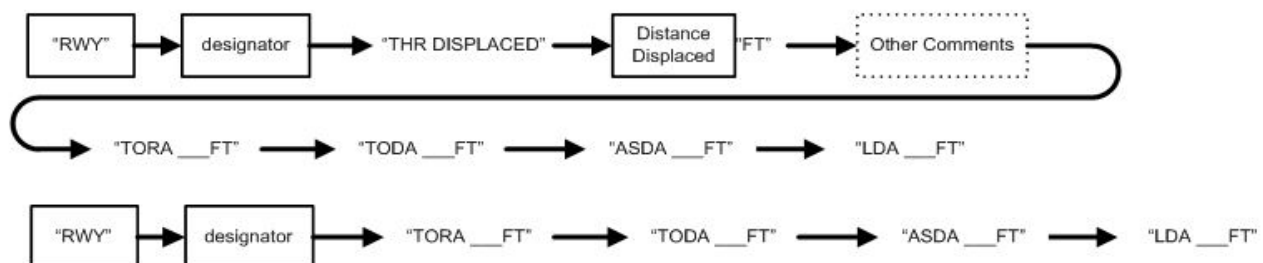 “RWY” designator “THR DISPLACED” Distance Displaced “FT” Other Comments
“TORA ___FT” “TODA ___FT” “ASDA ___FT” “LDA ___FT”
“RWY” designator “TORA ___FT” “TODA ___FT” “ASDA ___FT” “LDA ___FT”